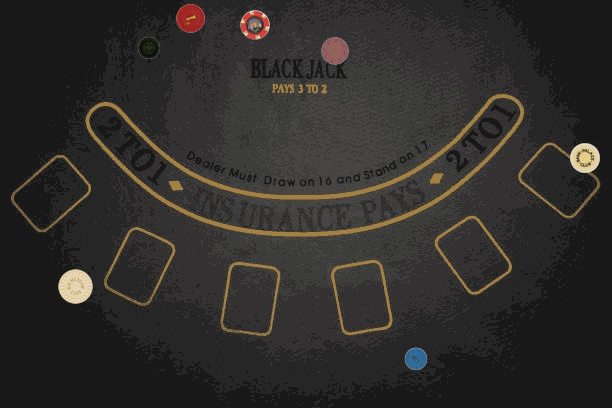 BLACK JACK
PAYS 3 TO 2
Dealer Must Draw on 16 and Stand on 17
2 TO 1 INSURANCE PAYS 2 TO 1